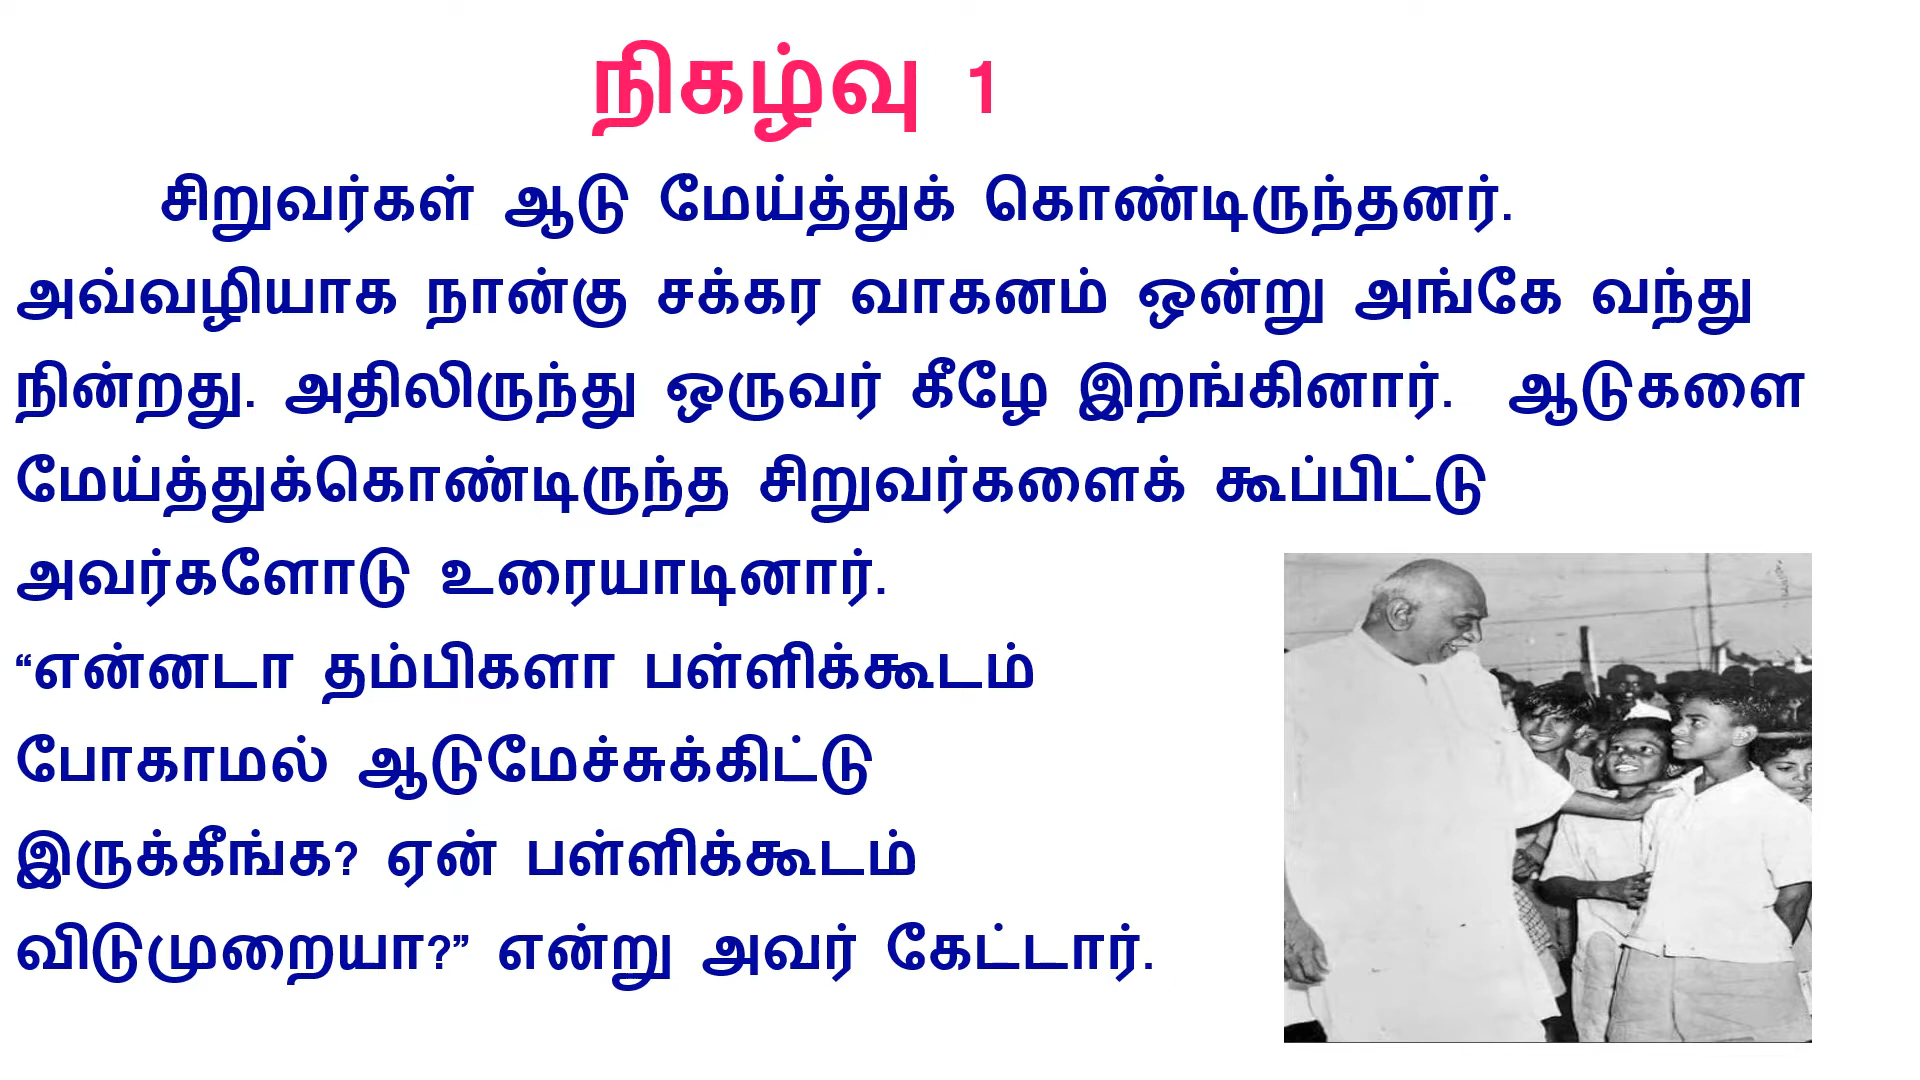 நிகழ்வு 1
சிறுவர்கள் ஆடு மேய்த்துக் கொண்டிருந்தனர்.
அவ்வழியாக நான்கு சக்கர வாகனம் ஒன்று அங்கே வந்து
நின்றது. அதிலிருந்து ஒருவர் கீழே இறங்கினார். ஆடுகளை
மேய்த்துக்கொண்டிருந்த சிறுவர்களைக் கூப்பிட்டு
அவர்களோடு உரையாடினார்.
“என்னடா தம்பிகளா பள்ளிக்கூடம்
போகாமல் ஆடுமேச்சுக்கிட்டு
இருக்கீங்க? ஏன் பள்ளிக்கூடம்
விடுமுறையா?” என்று அவர் கேட்டார்.